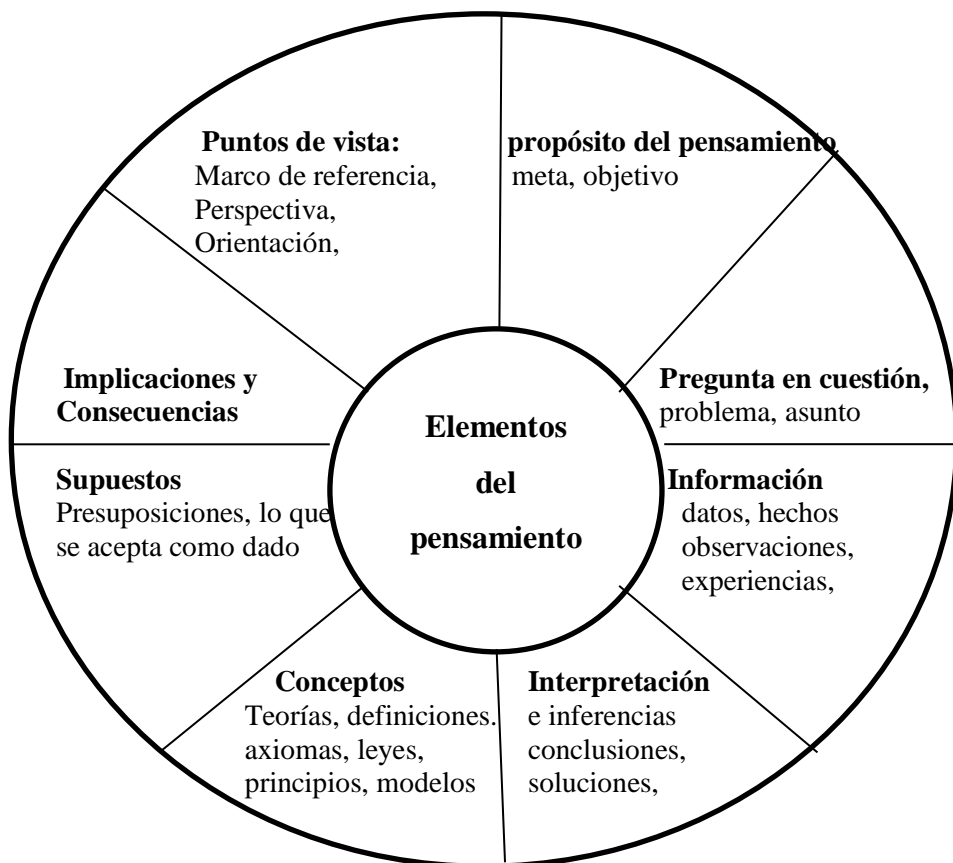 Puntos de vista:
Marco de referencia,
Perspectiva,
Orientación,
propósito del pensamiento
meta, objetivo
Implicaciones y
Consecuencias
Pregunta en cuestión,
problema, asunto
Elementos
del
pensamiento
Supuestos
Presuposiciones, lo que
se acepta como dado
Información
datos, hechos
observaciones,
experiencias,
Conceptos
Teorías, definiciones.
axiomas, leyes,
principios, modelos
Interpretación
e inferencias
conclusiones,
soluciones,